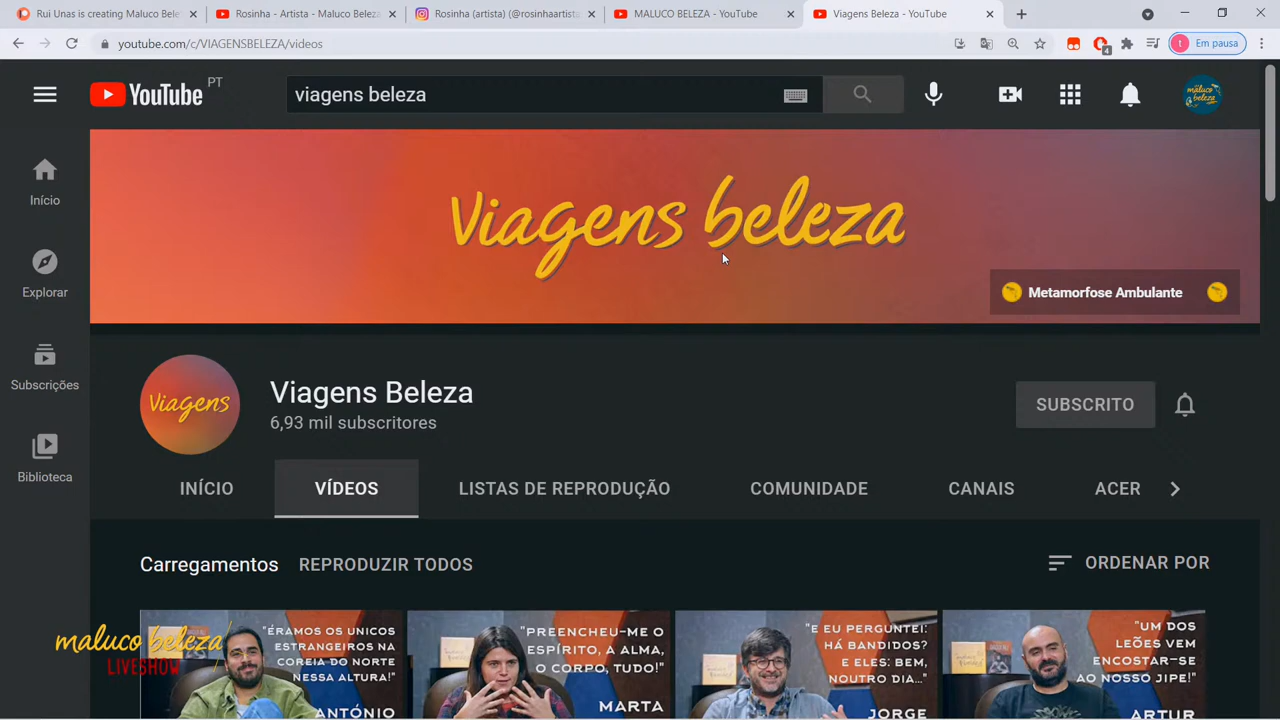 Rui Unas is creating Maluco Bele
Rosinha - Artista - Maluco Beleza
Rosinha (artista) (@rosinhaartista
MALUCO BELEZA - YouTube
Viagens Beleza - YouTube
youtube.com/c/VIAGENSBELEZA/videos
4
t
Em pausa
YouTube
PT
viagens beleza
maluco
beleza
Início
Explorar
Subscrições
Biblioteca
Viagens beleza
Metamorfose Ambulante
Viagens
Viagens Beleza
6,93 mil subscritores
SUBSCRITO
INÍCIO
VÍDEOS
LISTAS DE REPRODUÇÃO
COMUNIDADE
CANAIS
ACER
Carregamentos
REPRODUZIR TODOS
ORDENAR POR
"ÉRAMOS OS UNICOS
ESTRANGEIROS NA
COREIA DO NORTE
NESSA ALTURA!"
ANTÓNIO
"PREENCHEU-ME O
ESPÍRITO, A ALMA,
O CORPO, TUDO!"
MARTA
"E EU PERGUNTEI:
HÁ BANDIDOS?
E ELES: BEM,
NOUTRO DIA..."
JORGE
"UM DOS
LEÕES VEM
ENCOSTAR-SE
AO NOSSO JIPE!"
ARTUR
maluco beleza
LIVESHOW